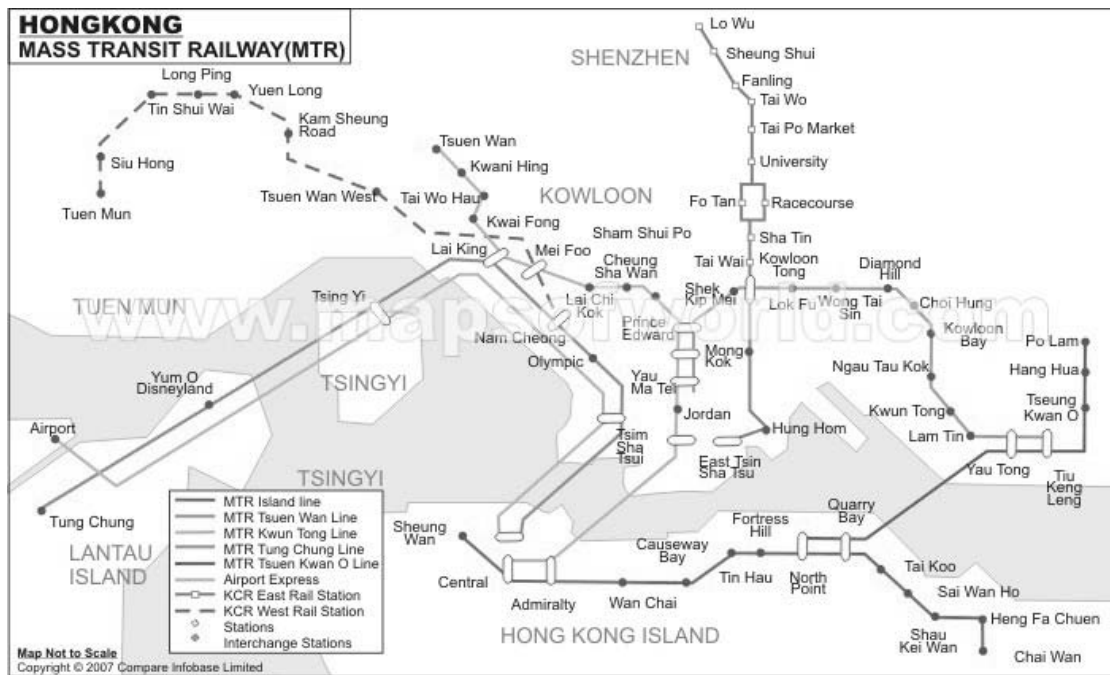 HONGKONG
MASS TRANSIT RAILWAY(MTR)
SHENZHEN
Lo Wu
Sheung Shui
Fanling
Tai Wo
Tai Po Market
University
Fo Tan
Racecourse
Sha Tin
Tai Wai
Kowloon
Tong
Long Ping
Yuen Long
Tin Shui Wai
Kam Sheung
Road
Siu Hong
Tuen Mun
Tsuen Wan West
Tsuen Wan
Kwani Hing
Tai Wo Hau
Kwai Fong
KOWLOON
Lai King
Mei Foo
Sham Shui Po
Cheung
Sha Wan
Lai Chi
Kok
Shek
Kip Mei
Prince
Edward
Lok Fu
Wong Tai
Sin
Diamond
Hill
Choi Hung
Kowloon
Bay
Ngau Tau Kok
Kwun Tong
Lam Tin
Po Lam
Hang Hua
Tseung
Kwan O
Yau Tong
Tiu
Keng
Leng
TUEN MUN
www.mapsofworld.com
Tsing Yi
TSINGYI
Nam Cheong
Olympic
Yau
Ma Tei
Mong
Kok
Jordan
Hung Hom
Tsim
Sha
Tsui
East Tsin
Sha Tsu
Yum O
Disneyland
Airport
Tung Chung
LANTAU
ISLAND
TSINGYI
Sheung
Wan
Central
Admiralty
Wan Chai
Causeway
Bay
Tin Hau
Fortress
Hill
North
Point
Quarry
Bay
Tai Koo
Sai Wan Ho
Shau
Kei Wan
Heng Fa Chuen
Chai Wan
HONG KONG ISLAND
MTR Island line
MTR Tsuen Wan Line
MTR Kwun Tong Line
MTR Tung Chung Line
MTR Tsuen Kwan O Line
Airport Express
KCR East Rail Station
KCR West Rail Station
Stations
Interchange Stations
Map Not to Scale
Copyright © 2007 Compare Infobase Limited